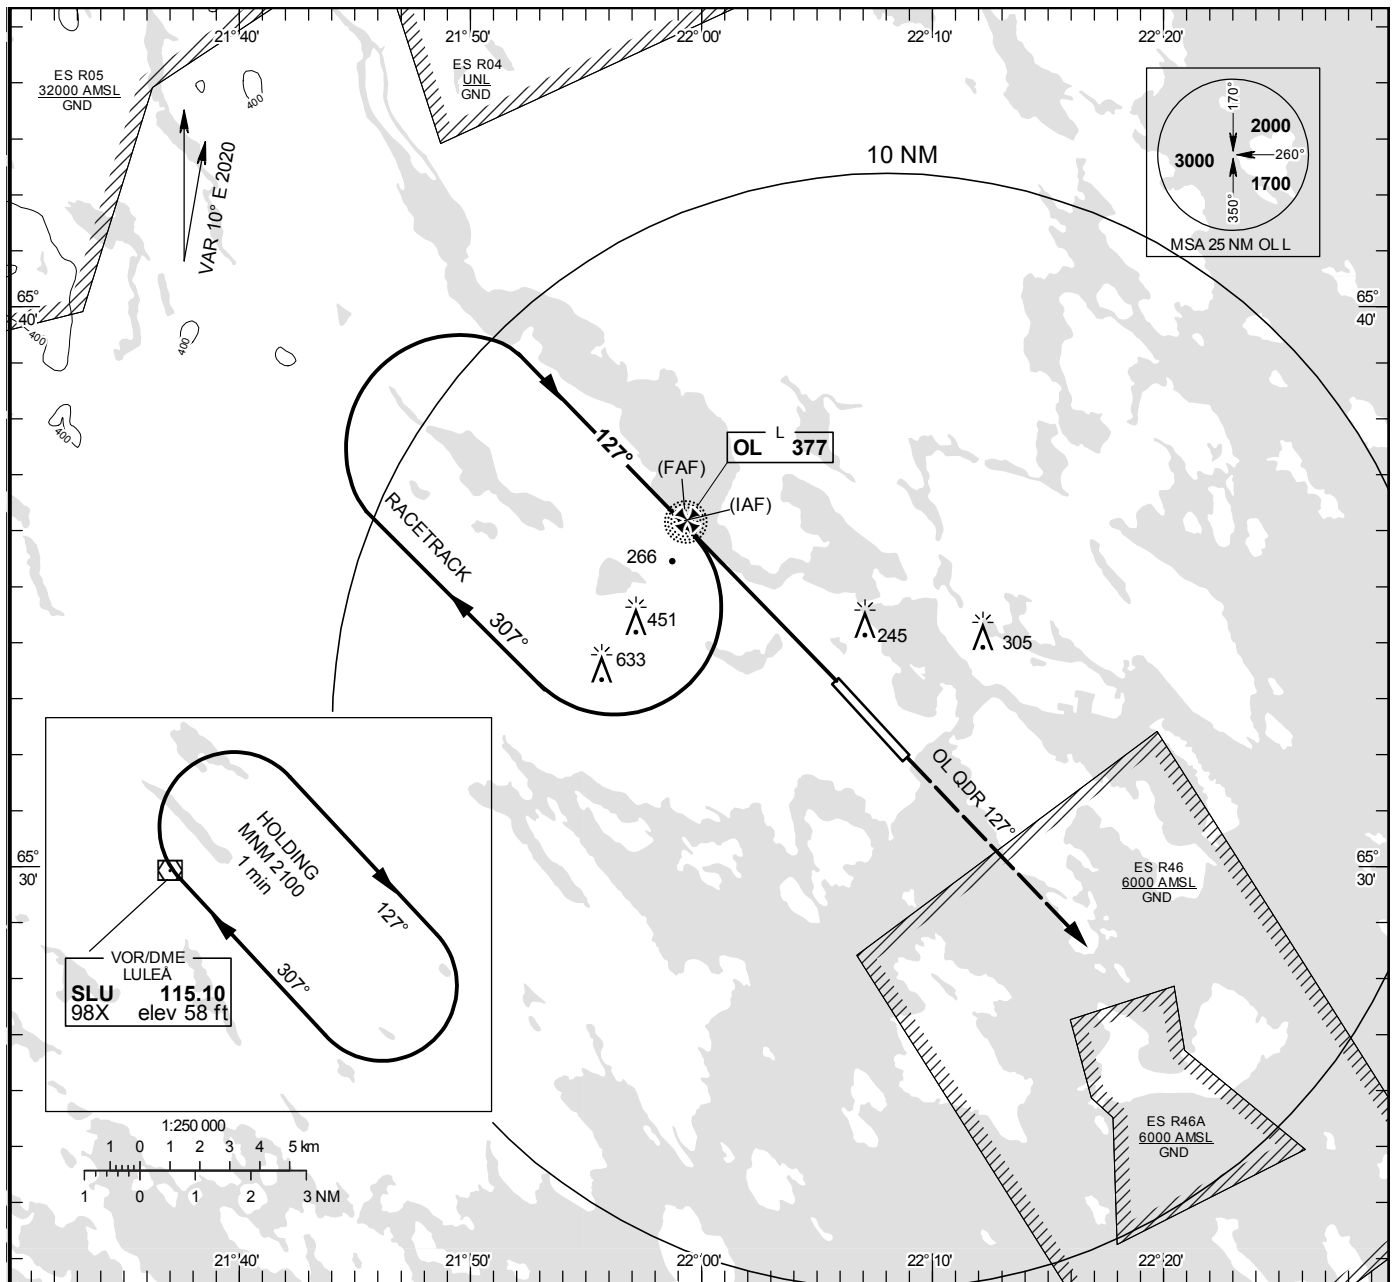 21° 40'
21° 50'
22° 00'
22° 10'
22° 20'
ES R05
32000 AMSL
GND
ES R04
UNL
GND
400
VAR 10° E 2020
10 NM
170°
2000
3000
260°
1700
350°
MSA 25 NM OL L
65°
40'
65°
40'
400
400
400
127°
L
OL 377
(FAF)
(IAF)
RACETRACK
266
451
307°
633
245
305
OL QDR 127°
HOLDING
MNM 2100
1 min
127°
307°
65°
30'
65°
30'
ES R46
6000 AMSL
GND
VOR/DME
LULEÅ
SLU 115.10
98X elev 58 ft
ES R46A
6000 AMSL
GND
1:250 000
1 0 1 2 3 4 5 km
1 0 1 2 3 NM
21° 40'
21° 50'
22° 00'
22° 10'
22° 20'